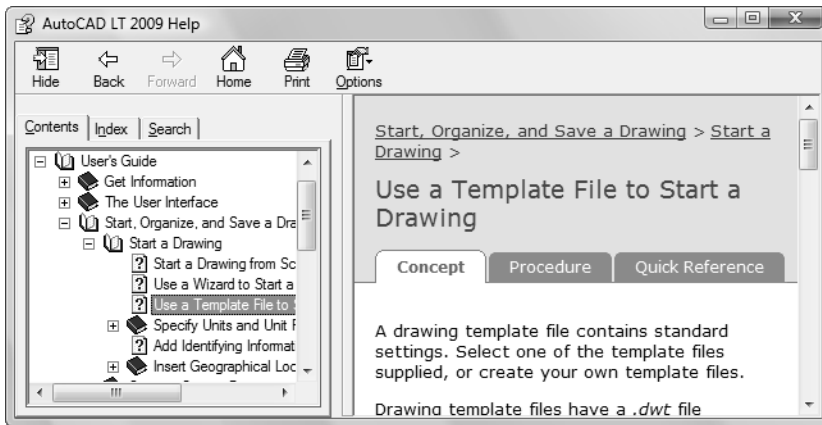 AutoCAD LT 2009 Help
Hide Back Forward Home Print Options
Contents Index Search
User's Guide
Get Information
The User Interface
Start, Organize, and Save a Dra
Start a Drawing
Start a Drawing from Sc
Use a Wizard to Start a
Use a Template File to
Specify Units and Unit F
Add Identifying Informat
Insert Geographical Loc
Start, Organize, and Save a Drawing > Start a
Drawing >
Use a Template File to Start a
Drawing
Concept Procedure Quick Reference
A drawing template file contains standard
settings. Select one of the template files
supplied, or create your own template files.
Drawing template files have a .dwt file